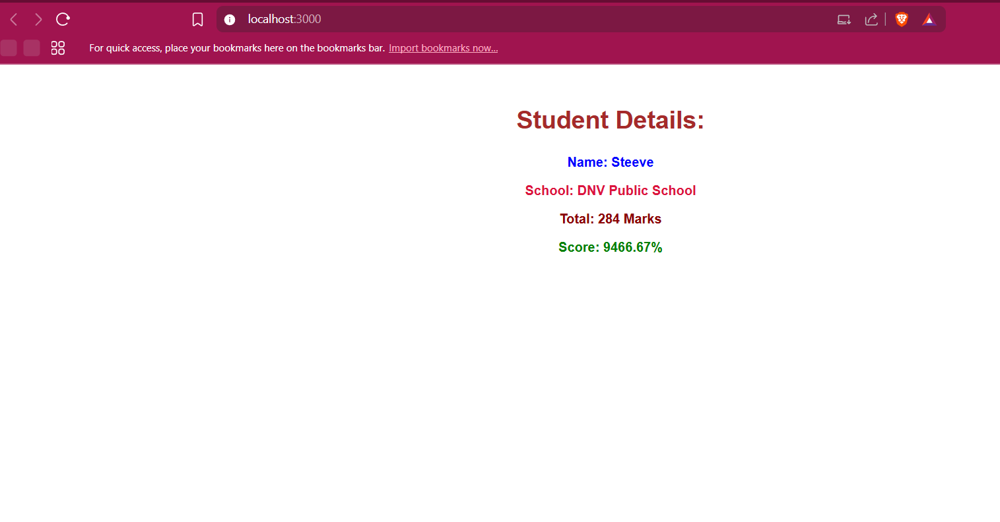 localhost:3000
For quick access, place your bookmarks here on the bookmarks bar. Import bookmarks now...
Student Details:
Name: Steeve
School: DNV Public School
Total: 284 Marks
Score: 9466.67%